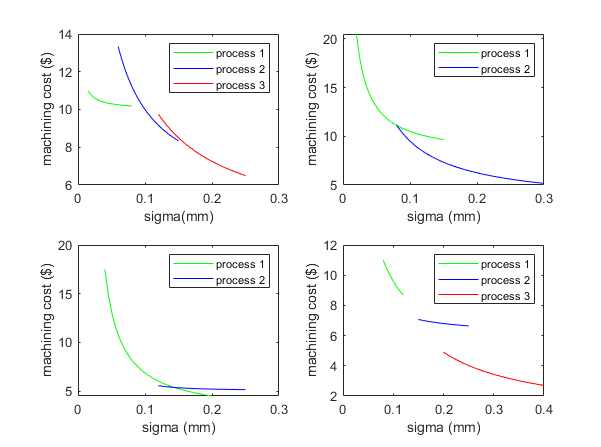 machining cost ($)
14
12
10
8
6
process 1
process 2
process 3
0
0.1
0.2
0.3
sigma(mm)
machining cost ($)
20
15
10
5
process 1
process 2
0
0.1
0.2
0.3
sigma (mm)
machining cost ($)
20
15
10
5
process 1
process 2
0
0.1
0.2
0.3
sigma (mm)
machining cost ($)
12
10
8
6
4
2
process 1
process 2
process 3
0
0.1
0.2
0.3
0.4
sigma (mm)